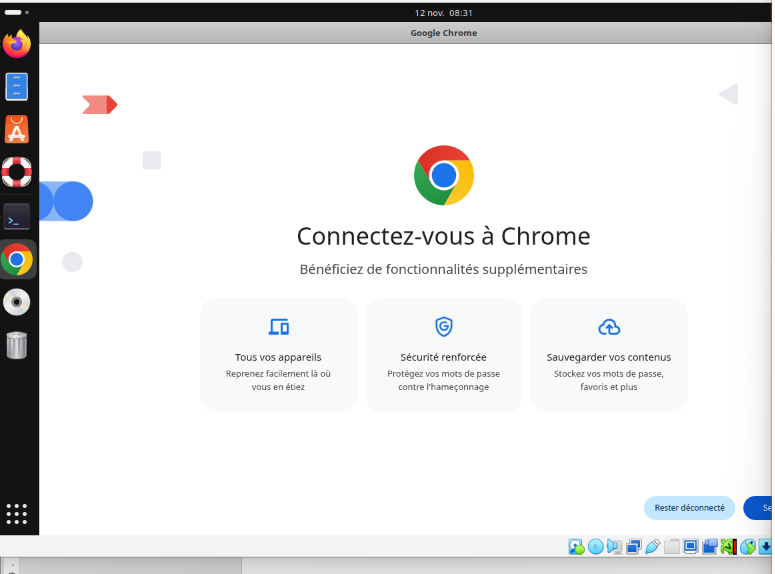 12 nov. 08:31
Google Chrome
Connectez-vous à Chrome
Bénéficiez de fonctionnalités supplémentaires
Tous vos appareils
Reprenez facilement là où
vous en étiez
Sécurité renforcée
Protégez vos mots de passe
contre l'hameçonnage
Sauvegarder vos contenus
Stockez vos mots de passe,
favoris et plus
Rester déconnecté
Se